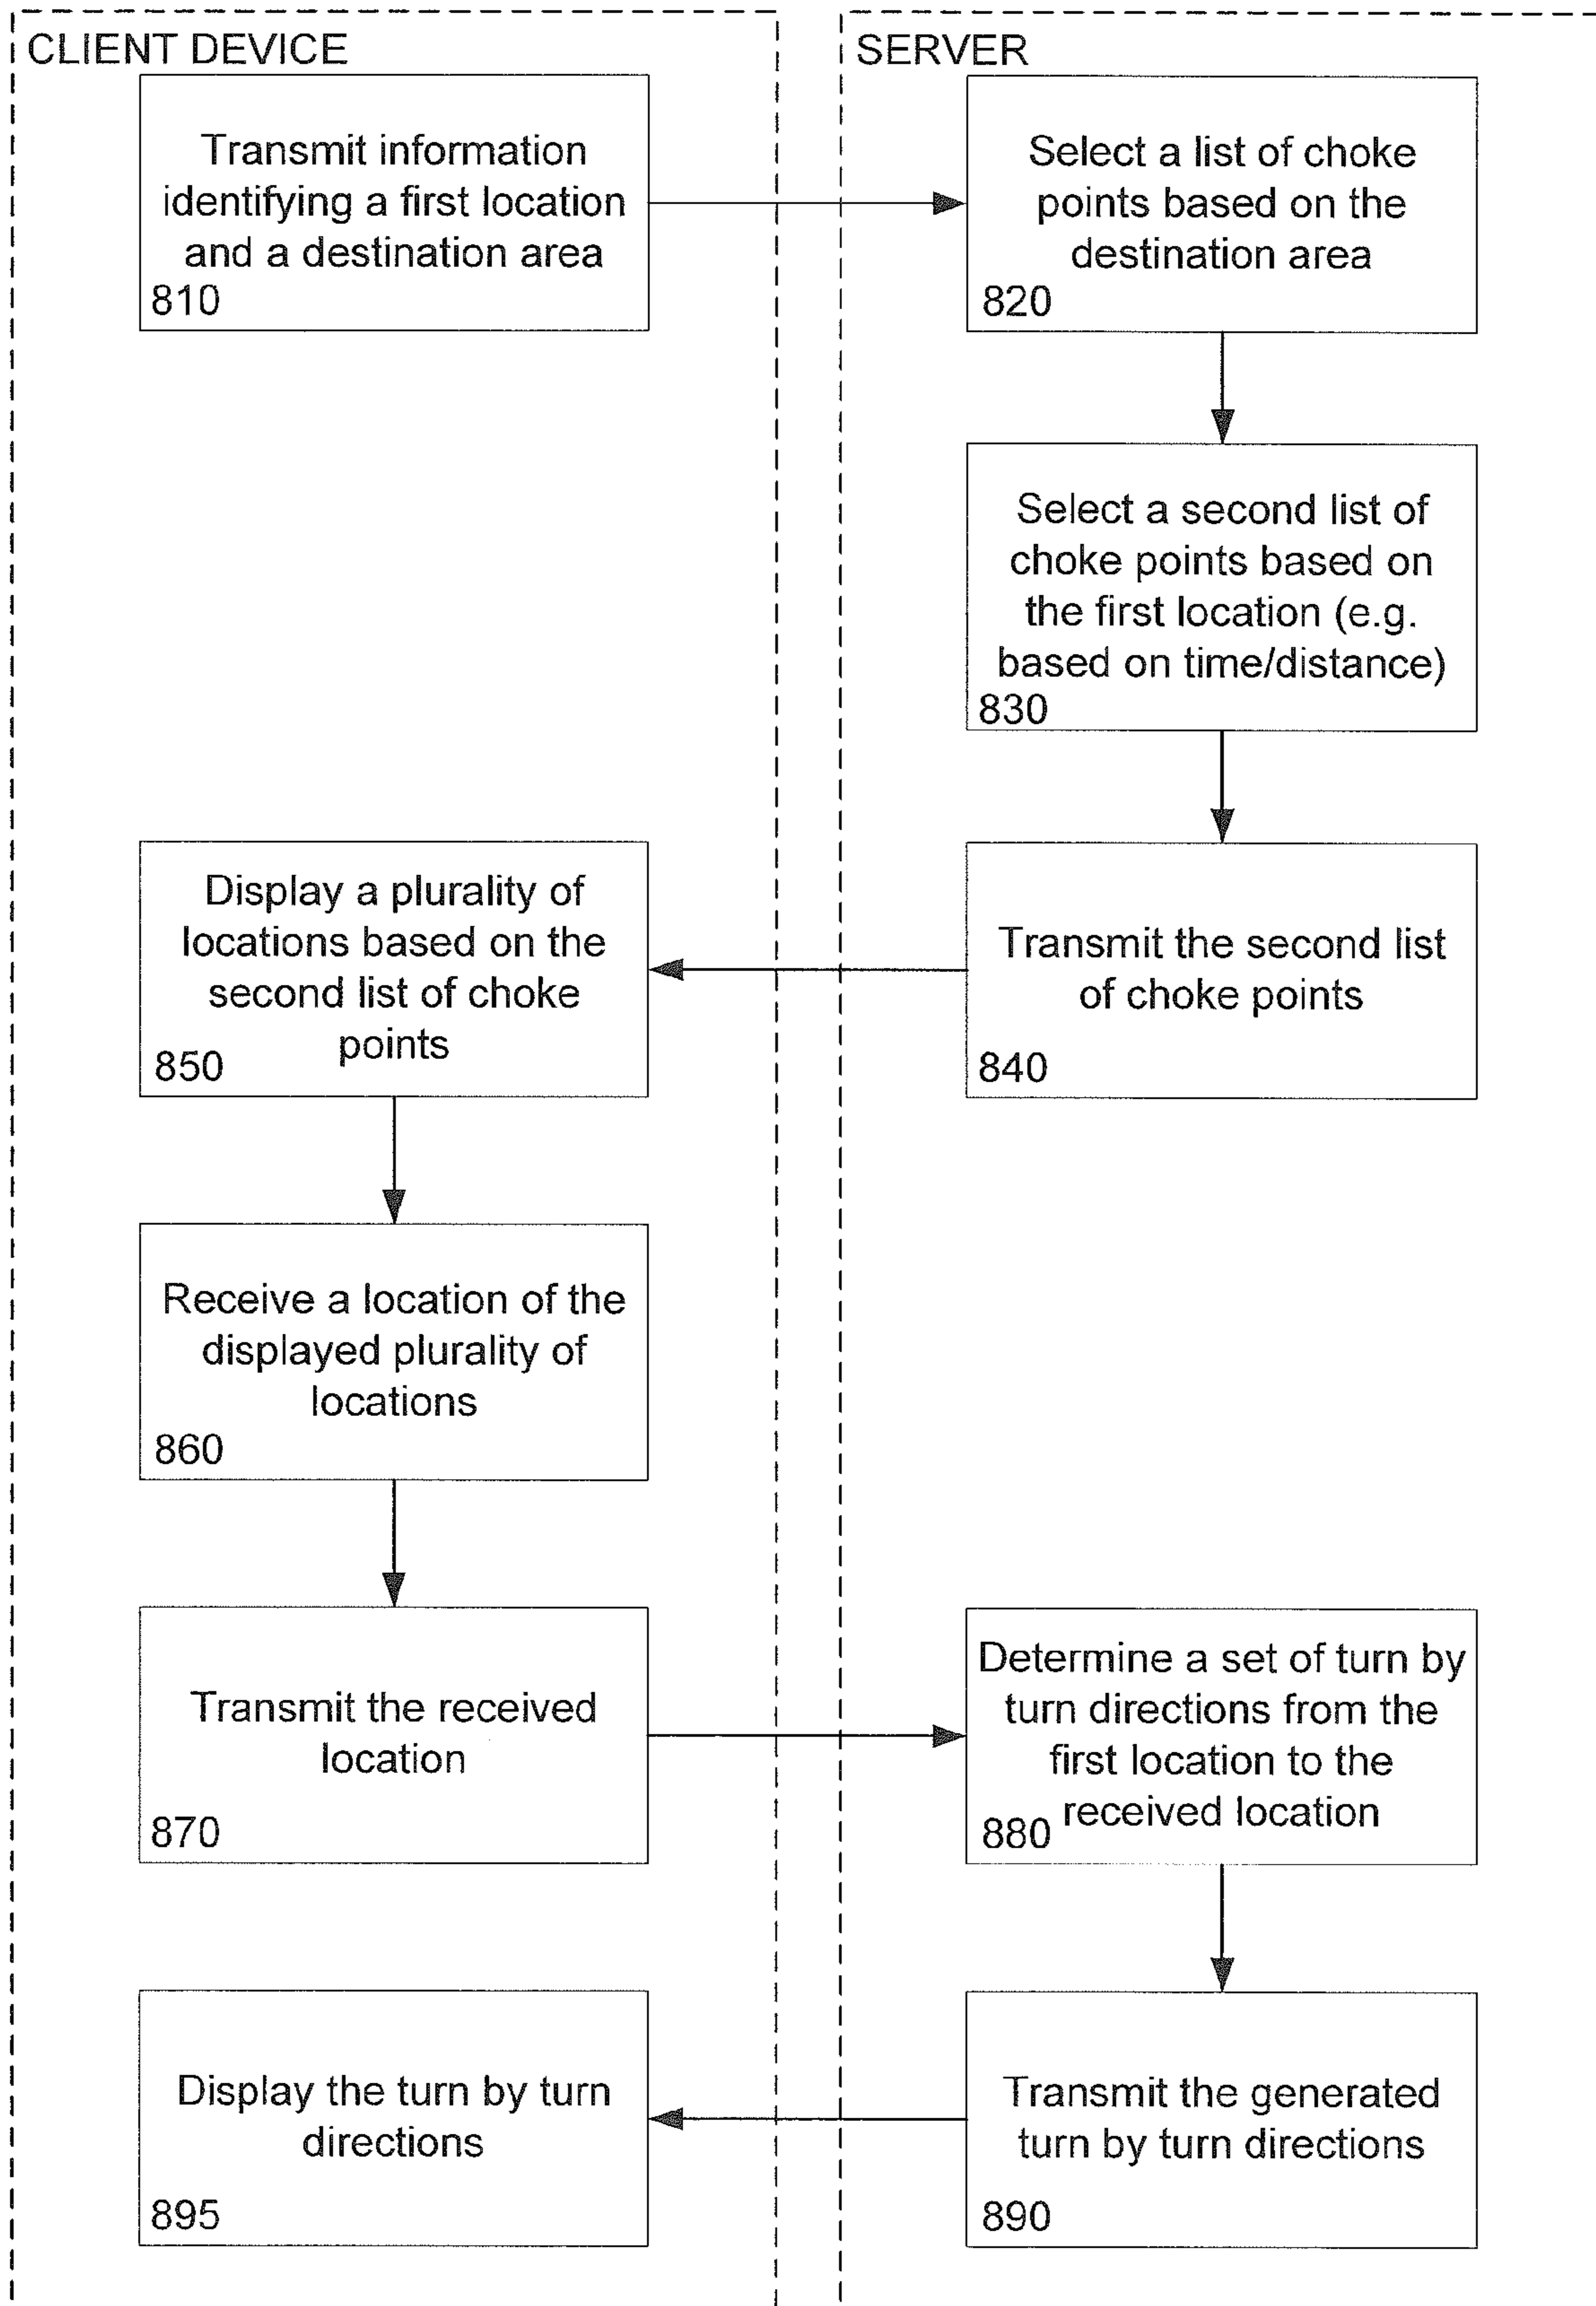 CLIENT DEVICE
SERVER
Transmit information
identifying a first location
and a destination area
810
Select a list of choke
points based on the
destination area
820
Select a second list of
choke points based on
the first location (e.g.
based on time/distance)
830
Transmit the second list
of choke points
840
Display a plurality of
locations based on the
second list of choke
points
850
Receive a location of the
displayed plurality of
locations
860
Transmit the received
location
870
Determine a set of turn by
turn directions from the
first location to the
received location
880
Transmit the generated
turn by turn directions
890
Display the turn by turn
directions
895